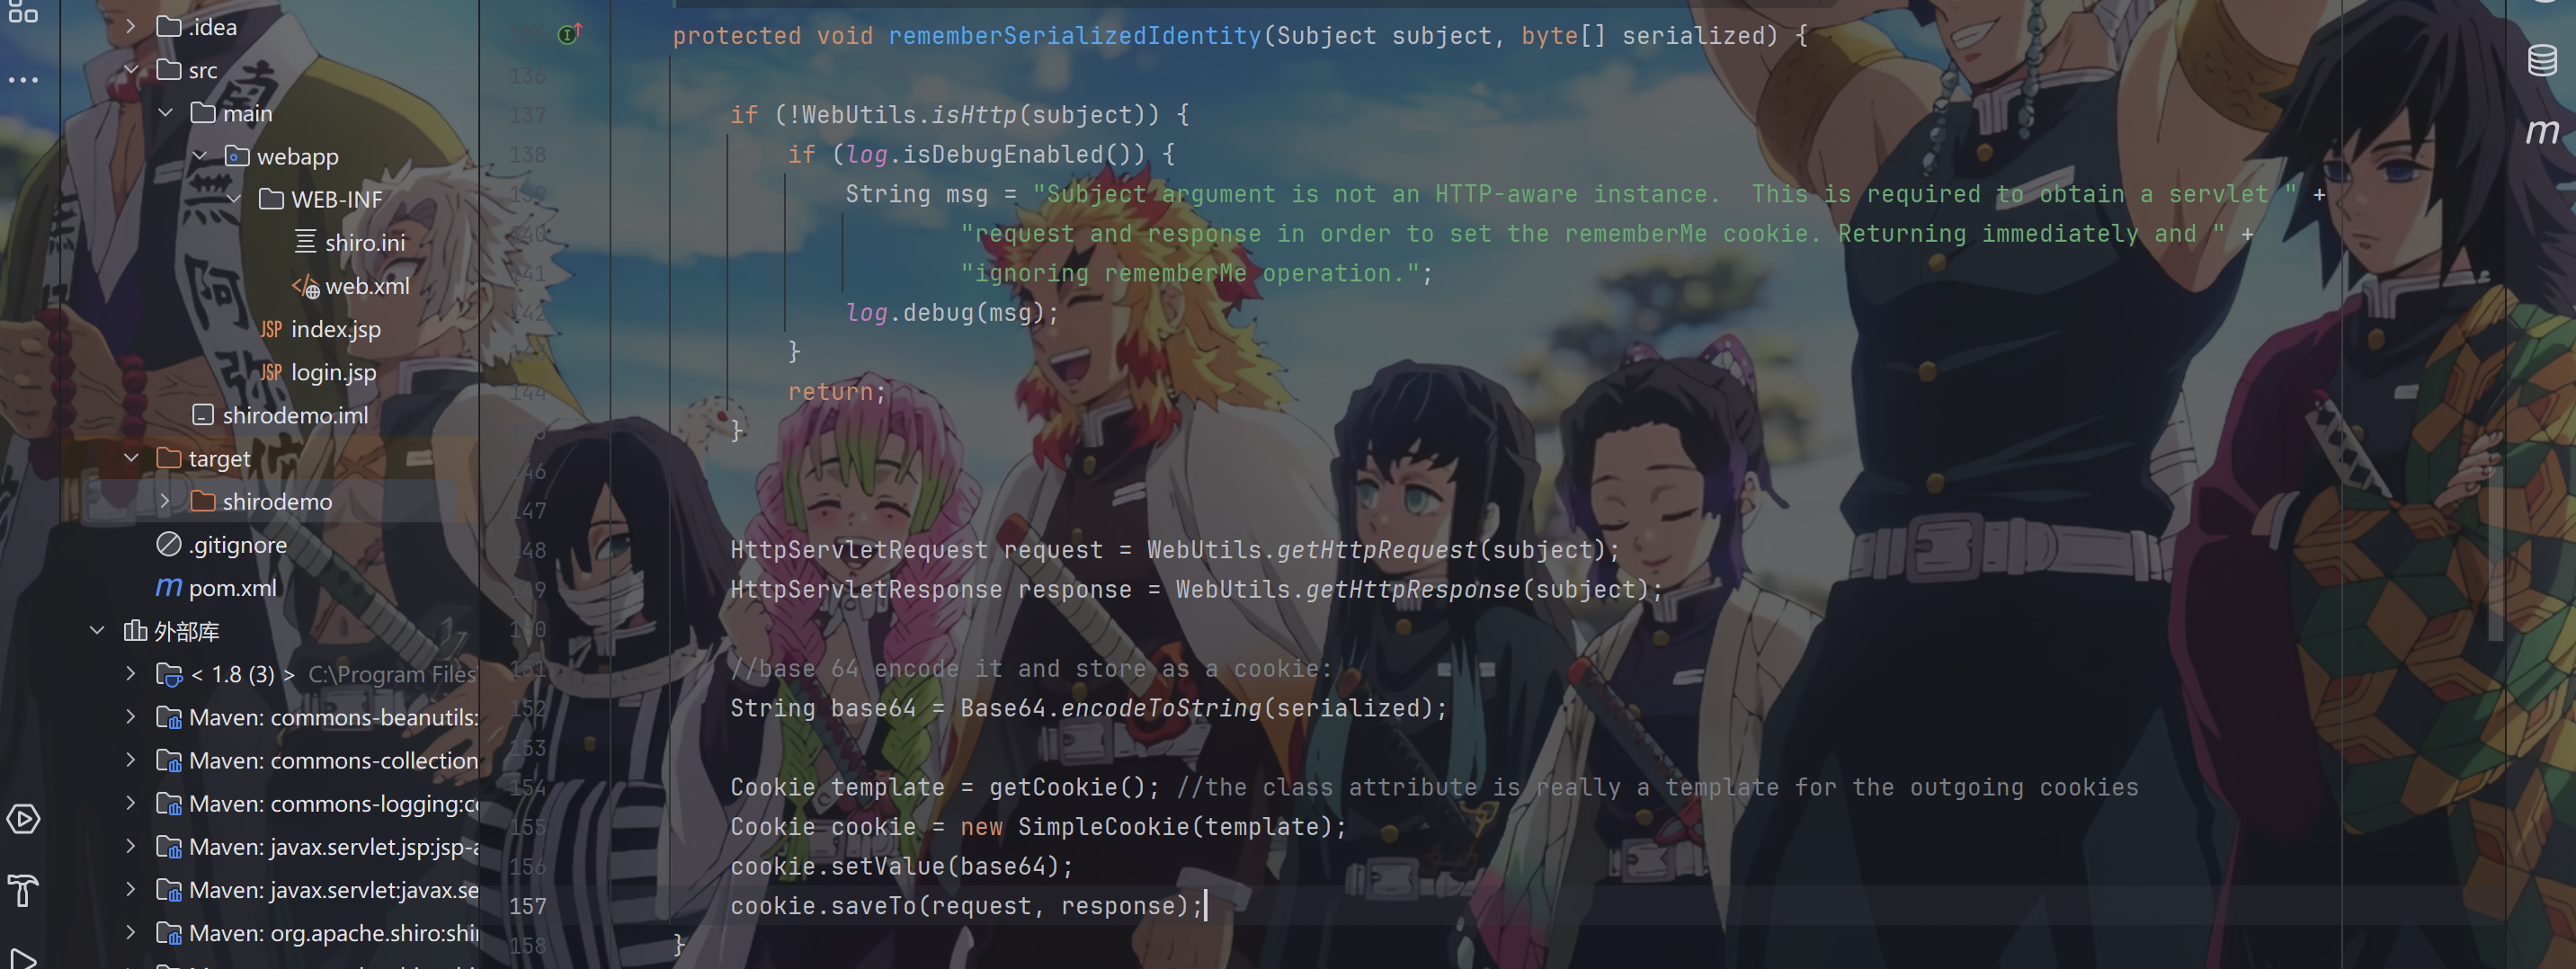 .idea
src
main
webapp
WEB-INF
shiro.ini
web.xml
JSP index.jsp
JSP login.jsp
shirodemo.iml
target
shirodemo
.gitignore
m pom.xml
外部库
< 1.8 (3) > C:\Program Files
Maven: commons-beanutils:
Maven: commons-collection
Maven: commons-logging:c
Maven: javax.servlet.jsp:jsp-a
Maven: javax.servlet:javax.se
Maven: org.apache.shiro:shi
protected void rememberSerializedIdentity(Subject subject, byte[] serialized) {
136
137 if (!WebUtils.isHttp(subject)) {
138 if (log.isDebugEnabled()) {
139 String msg = "Subject argument is not an HTTP-aware instance.  This is required to obtain a servlet " +
140 "request and response in order to set the rememberMe cookie. Returning immediately and " +
141 "ignoring rememberMe operation.";
142 log.debug(msg);
143 }
144 return;
145 }
146
147
148 HttpServletRequest request = WebUtils.getHttpRequest(subject);
149 HttpServletResponse response = WebUtils.getHttpResponse(subject);
150
151 //base 64 encode it and store as a cookie:
152 String base64 = Base64.encodeToString(serialized);
153
154 Cookie template = getCookie(); //the class attribute is really a template for the outgoing cookies
155 Cookie cookie = new SimpleCookie(template);
156 cookie.setValue(base64);
157 cookie.saveTo(request, response);
158 }
m